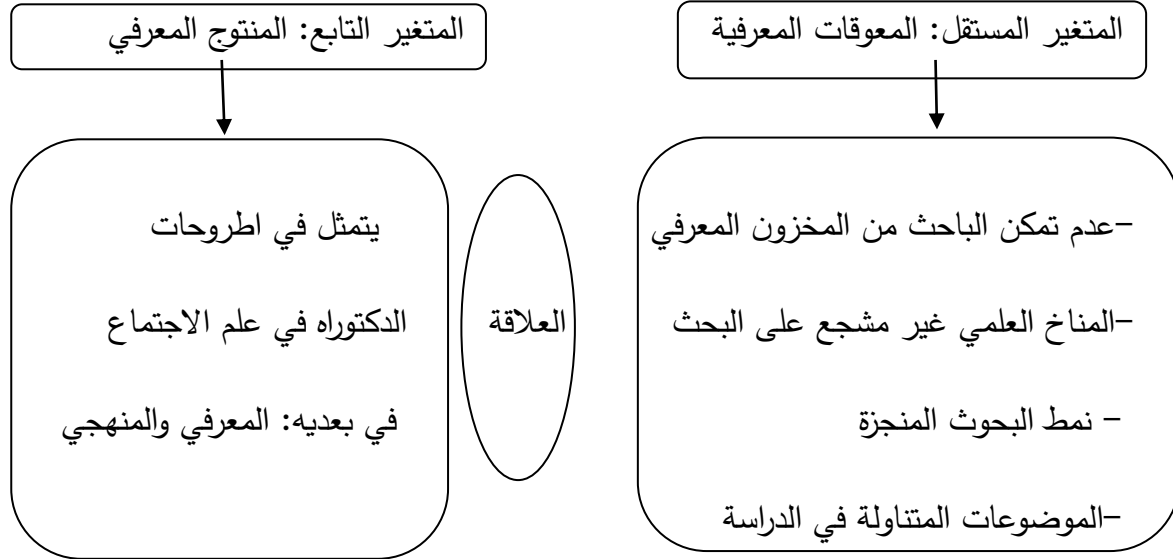 المتغير المستقل: المعوقات المعرفية
المتغير التابع: المنتوج المعرفي
-عدم تمكن الباحث من المخزون المعرفي
-المناخ العلمي غير مشجع على البحث
- نمط البحوث المنجزة
-الموضوعات المتناولة في الدراسة
العلاقة
يتمثل في اطروحات
الدكتوراه في علم الاجتماع
في بعديه: المعرفي والمنهجي